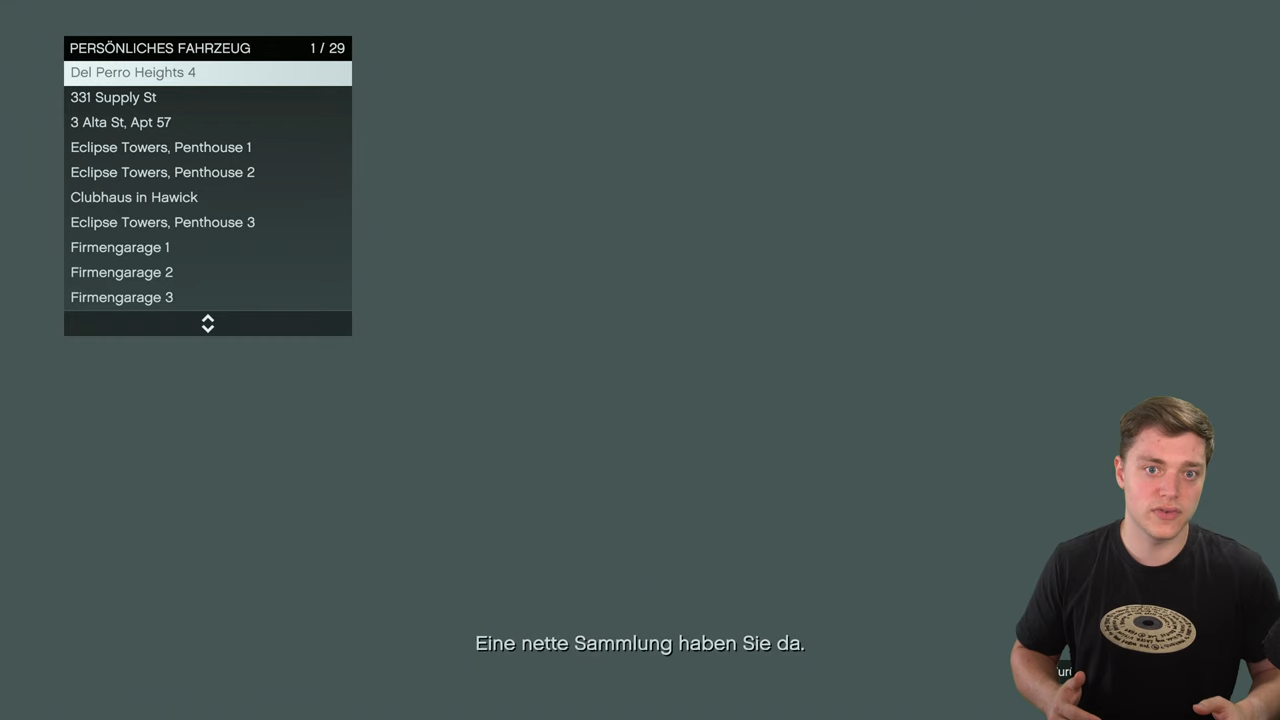 PERSÖNLICHES FAHRZEUG 1 / 29
Del Perro Heights 4
331 Supply St
3 Alta St, Apt 57
Eclipse Towers, Penthouse 1
Eclipse Towers, Penthouse 2
Clubhaus in Hawick
Eclipse Towers, Penthouse 3
Firmengarage 1
Firmengarage 2
Firmengarage 3
Eine nette Sammlung haben Sie da.